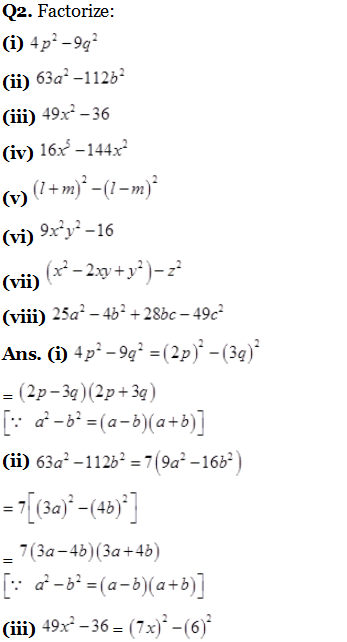 Q2. Factorize:
(i) 4p² – 9q²
(ii) 63a² – 112b²
(iii) 49x² – 36
(iv) 16x⁵ – 144x²
(v) (l + m)² – (l – m)²
(vi) 9x²y² – 16
(vii) (x² – 2xy + y²) – z²
(viii) 25a² – 4b² + 28bc – 49c²
Ans. (i) 4p² – 9q² = (2p)² – (3q)²
= (2p – 3q)(2p + 3q)
[∵ a² – b² = (a – b)(a + b)]
(ii) 63a² – 112b² = 7(9a² – 16b²)
= 7[(3a)² – (4b)²]
= 7(3a – 4b)(3a + 4b)
[∵ a² – b² = (a – b)(a + b)]
(iii) 49x² – 36 = (7x)² – (6)²